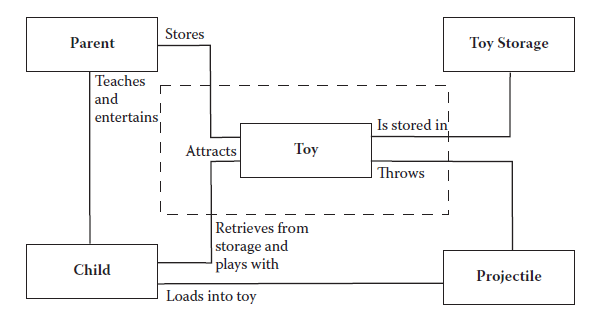 Parent
Stores
Toy Storage
Teaches
and
entertains
Is stored in
Attracts
Toy
Throws
Retrieves from
storage and
plays with
Child
Projectile
Loads into toy